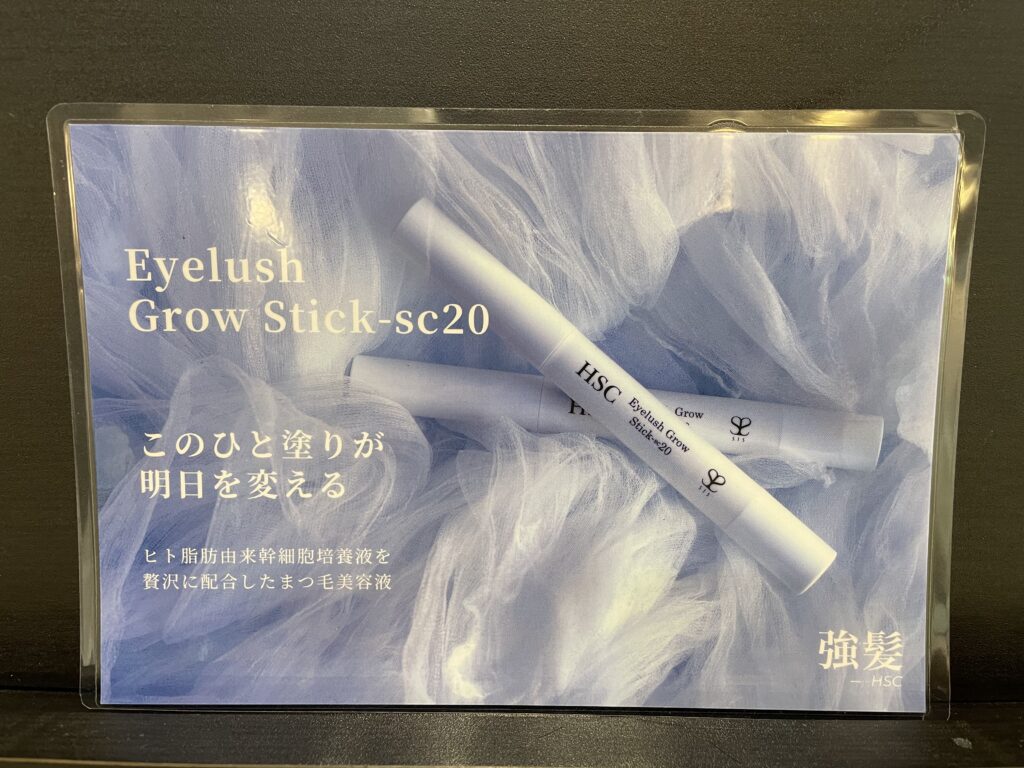 Eyelush
Grow Stick-sc20
HSC
Eyelush Grow
Stick-sc20
SIS
H
Grow
SIS
このひと塗りが
明日を変える
ヒト脂肪由来幹細胞培養液を
贅沢に配合したまつ毛美容液
強髪
— HSC